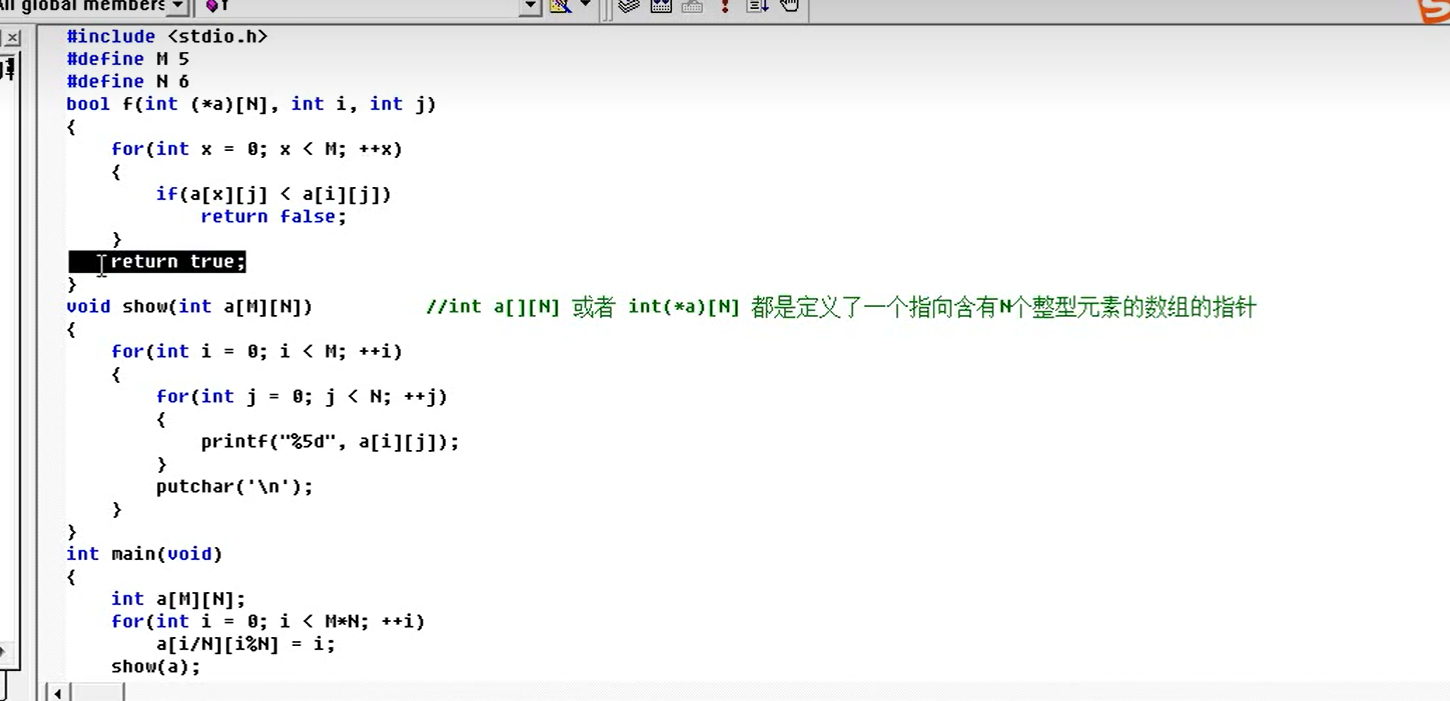 All global members
f
#include <stdio.h>
#define M 5
#define N 6
bool f(int (*a)[N], int i, int j)
{
    for(int x = 0; x < M; ++x)
    {
        if(a[x][j] < a[i][j])
            return false;
    }
    return true;
}
void show(int a[M][N])          //int a[][N] 或者 int(*a)[N] 都是定义了一个指向含有N个整型元素的数组的指针
{
    for(int i = 0; i < M; ++i)
    {
        for(int j = 0; j < N; ++j)
        {
            printf("%5d", a[i][j]);
        }
        putchar('\n');
    }
}
int main(void)
{
    int a[M][N];
    for(int i = 0; i < M*N; ++i)
        a[i/N][i%N] = i;
    show(a);